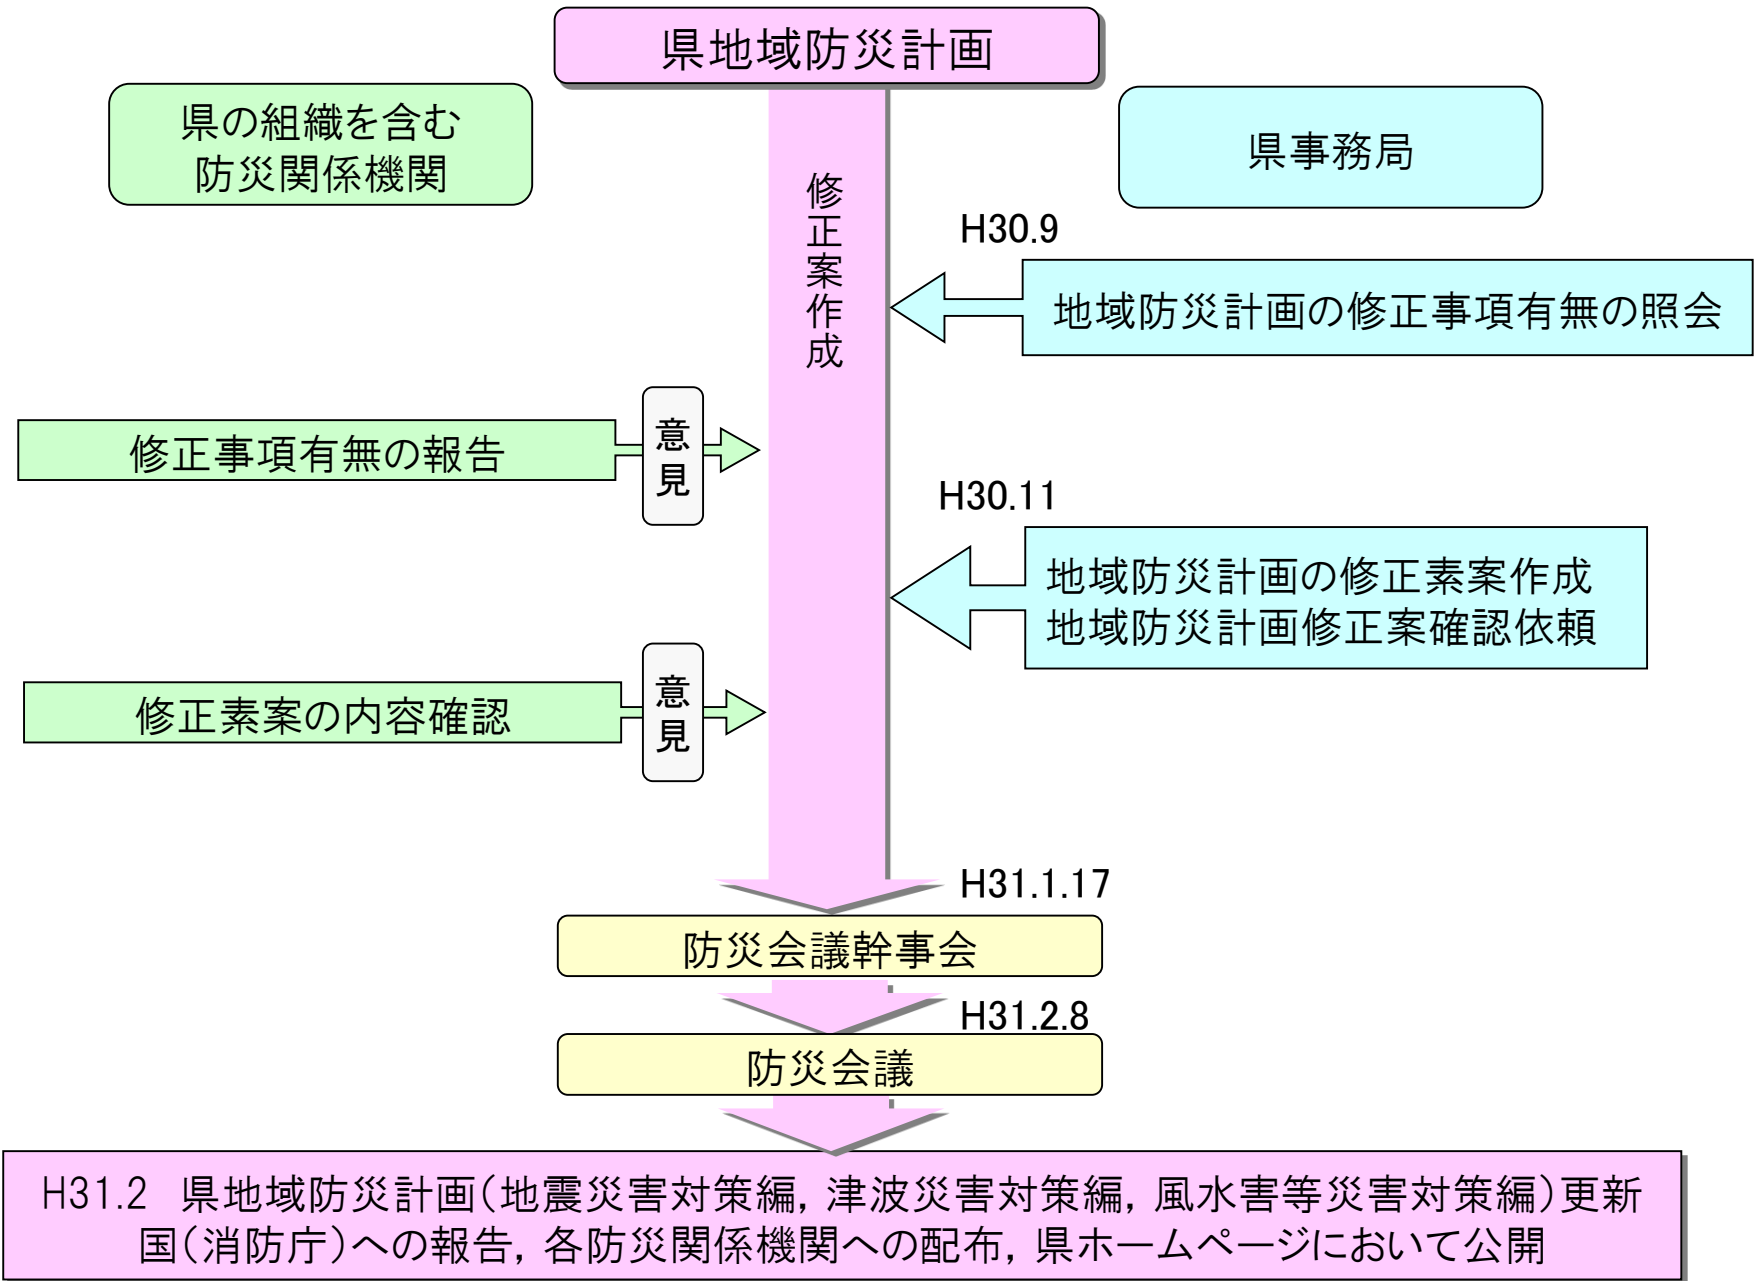 県地域防災計画
県の組織を含む
防災関係機関
県事務局
修正案作成
H30.9
地域防災計画の修正事項有無の照会
修正事項有無の報告
意見
H30.11
地域防災計画の修正素案作成
地域防災計画修正案確認依頼
修正素案の内容確認
意見
H31.1.17
防災会議幹事会
H31.2.8
防災会議
H31.2　県地域防災計画（地震災害対策編，津波災害対策編，風水害等災害対策編）更新
国（消防庁）への報告，各防災関係機関への配布，県ホームページにおいて公開